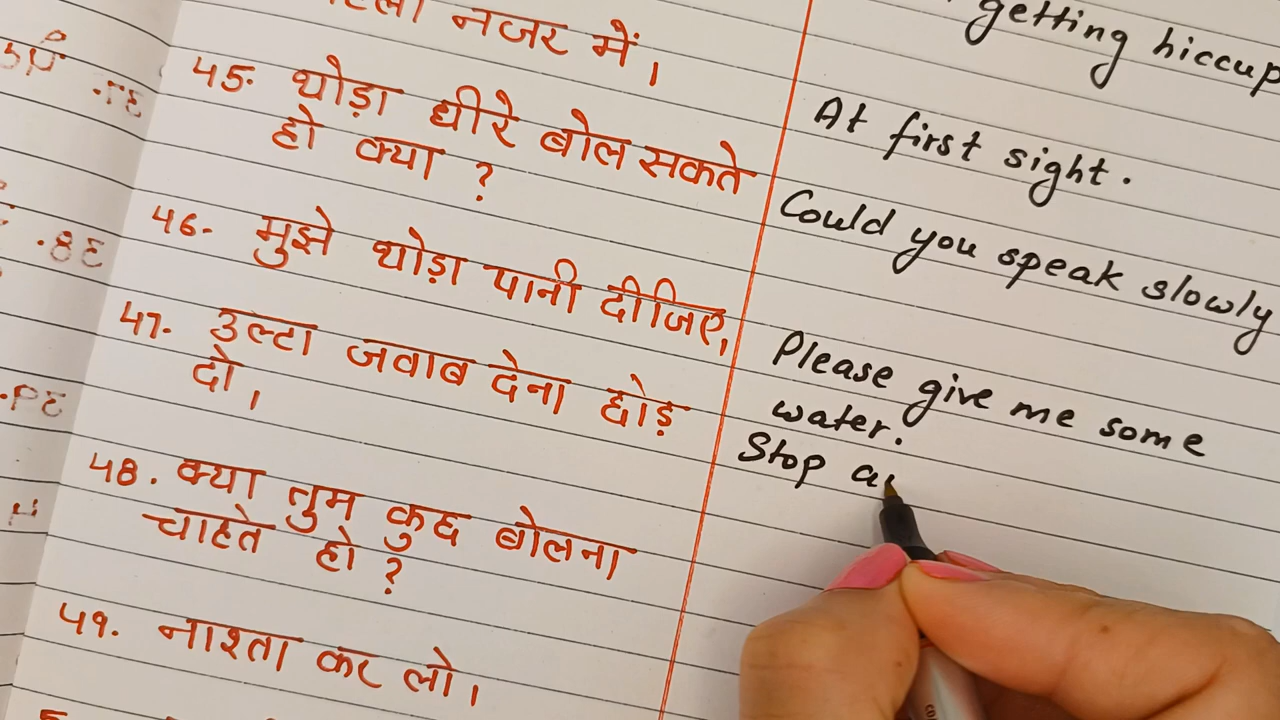 नजर में।
45. थोड़ा धीरे बोल सकते
हो क्या ?
46. मुझे थोड़ा पानी दीजिए,
47. उल्टा जवाब देना छोड़
दो।
48. क्या तुम कुछ बोलना
चाहते हो ?
49. नाश्ता कर लो।
getting hiccup
At first sight.
Could you speak slowly
Please give me some
water.
Stop